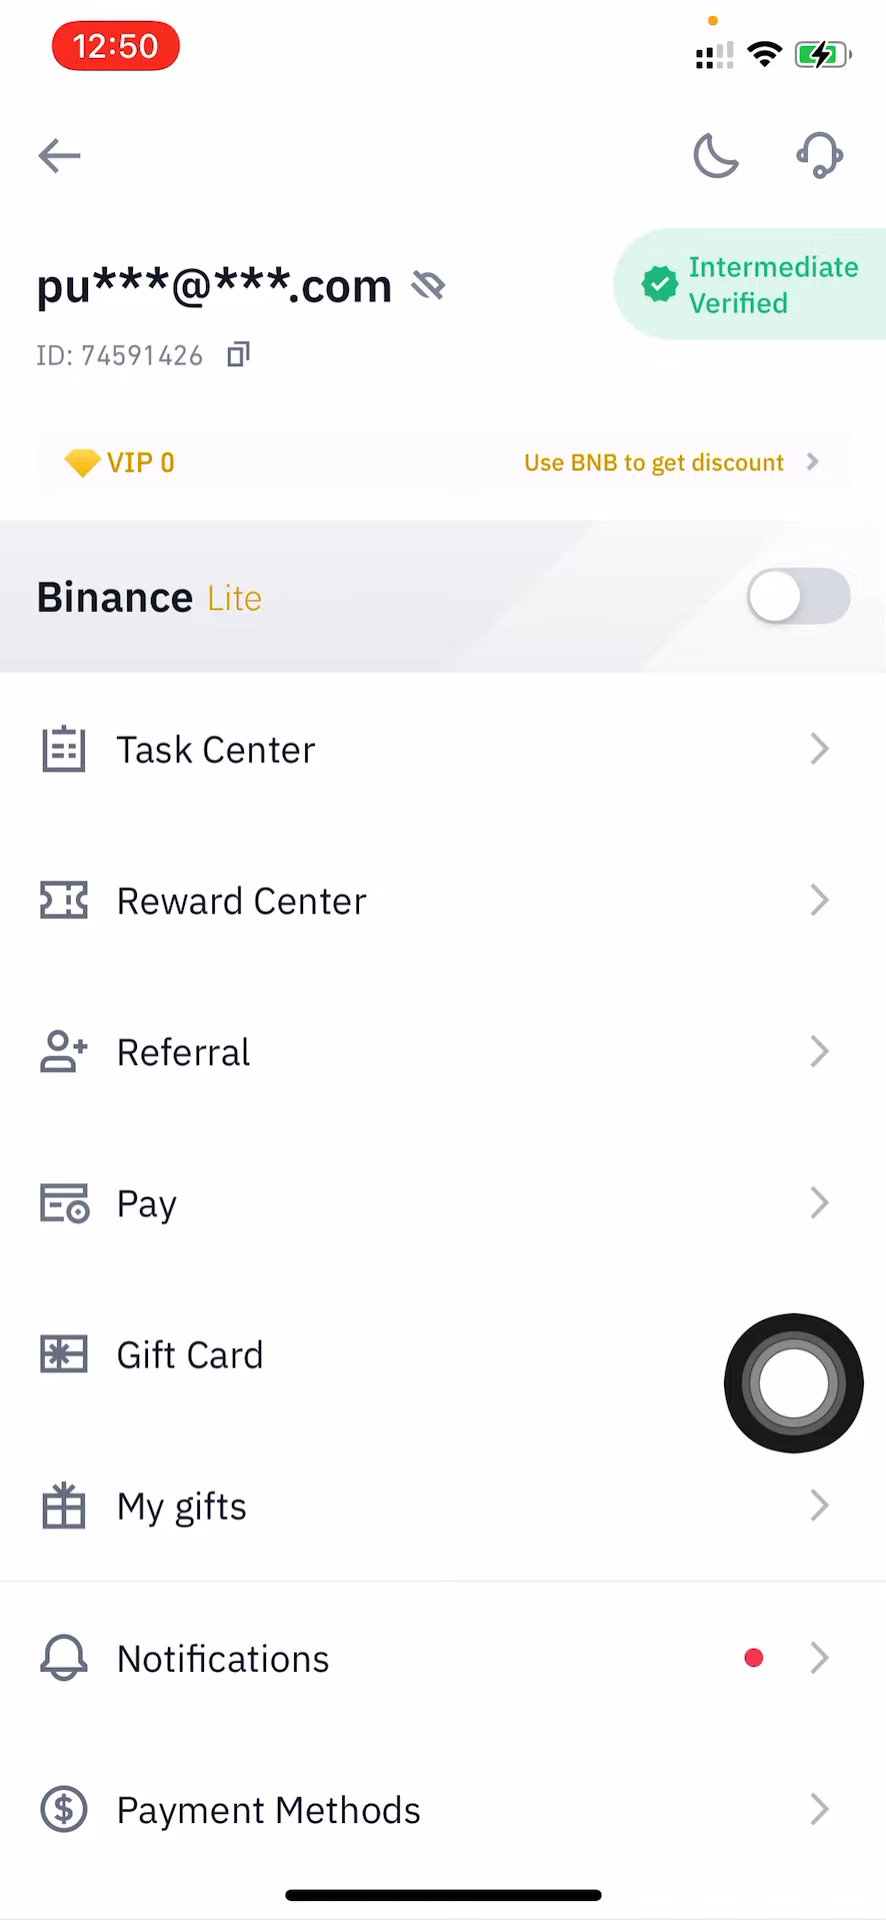 12:50
pu***@***.com
Intermediate
Verified
ID: 74591426
VIP 0
Use BNB to get discount
Binance Lite
Task Center
Reward Center
Referral
Pay
Gift Card
My gifts
Notifications
Payment Methods